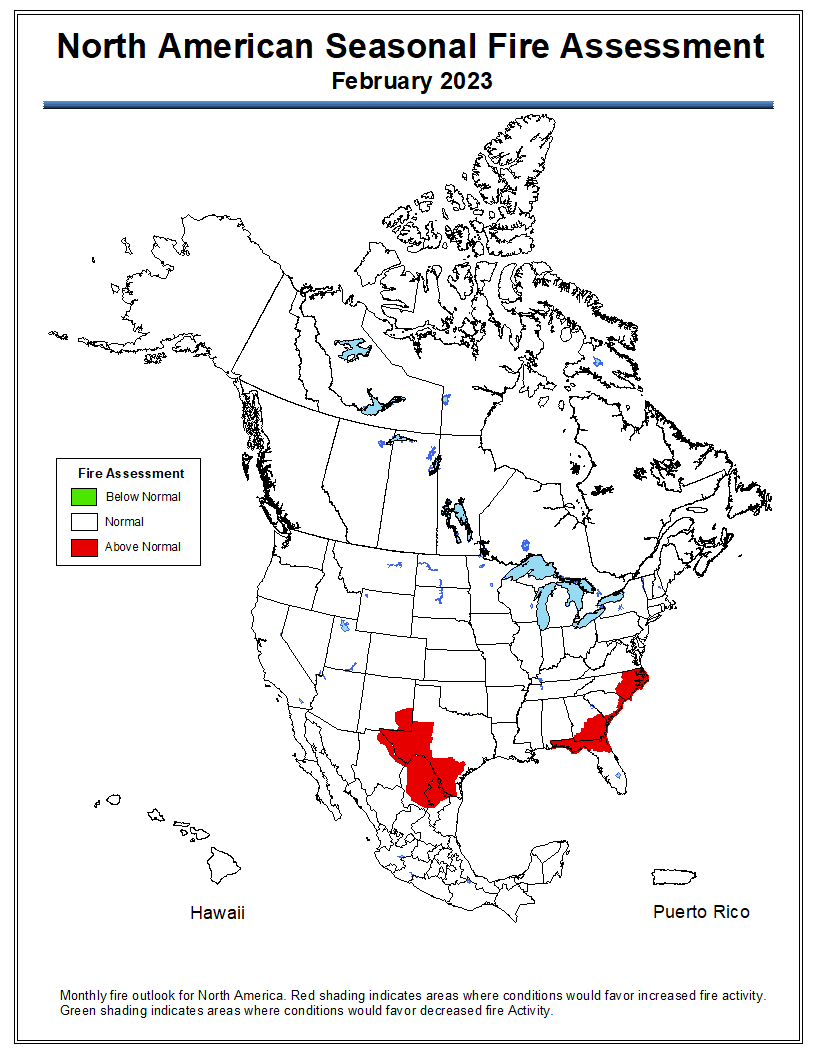 North American Seasonal Fire Assessment
February 2023
Fire Assessment
Below Normal
Normal
Above Normal
Hawaii
Puerto Rico
Monthly fire outlook for North America. Red shading indicates areas where conditions would favor increased fire activity.
Green shading indicates areas where conditions would favor decreased fire Activity.